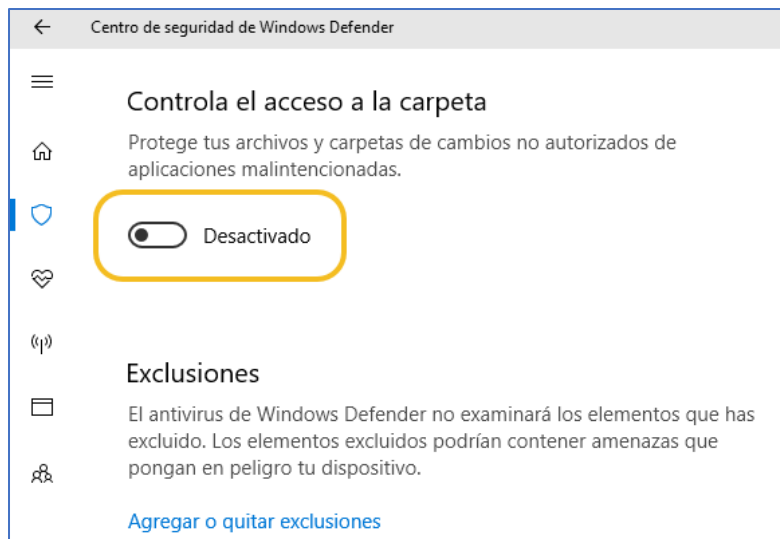 Centro de seguridad de Windows Defender
Controla el acceso a la carpeta
Protege tus archivos y carpetas de cambios no autorizados de
aplicaciones malintencionadas.
Desactivado
Exclusiones
El antivirus de Windows Defender no examinará los elementos que has
excluido. Los elementos excluidos podrían contener amenazas que
pongan en peligro tu dispositivo.
Agregar o quitar exclusiones